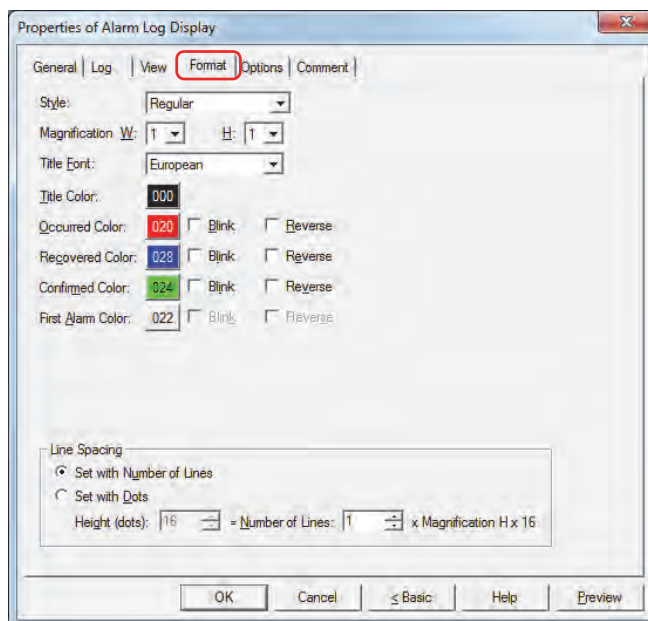 Properties of Alarm Log Display
General Log View Format Options Comment
Style: Regular
Magnification W: 1 H: 1
Title Font: European
Title Color: 000
Occurred Color: 020 Blink Reverse
Recovered Color: 028 Blink Reverse
Confirmed Color: 024 Blink Reverse
First Alarm Color: 022 Blink Reverse
Line Spacing
Set with Number of Lines
Set with Dots
Height (dots): 16 = Number of Lines: 1 x Magnification H x 16
OK Cancel < Basic Help Preview